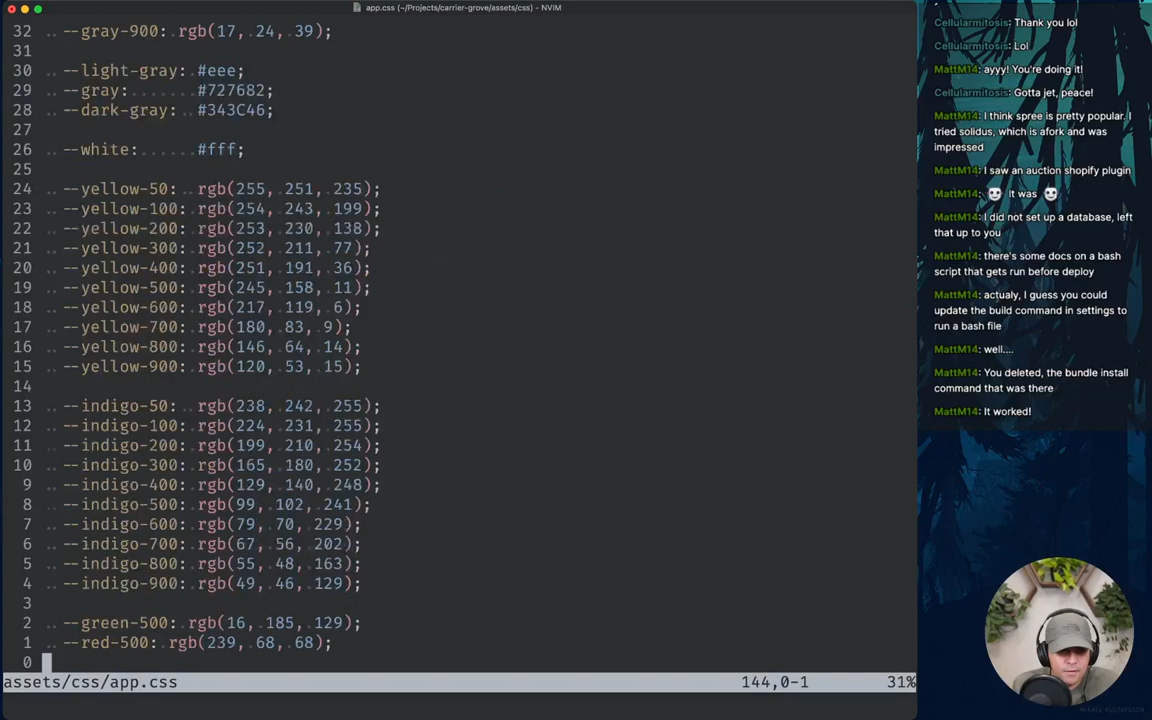 app.css (~/Projects/carrier-grove/assets/css) - NVIM
32 --gray-900: rgb(17, 24, 39);
31
30 --light-gray: #eee;
29 --gray: #727682;
28 --dark-gray: #343C46;
27
26 --white: #fff;
25
24 --yellow-50: rgb(255, 251, 235);
23 --yellow-100: rgb(254, 243, 199);
22 --yellow-200: rgb(253, 230, 138);
21 --yellow-300: rgb(252, 211, 77);
20 --yellow-400: rgb(251, 191, 36);
19 --yellow-500: rgb(245, 158, 11);
18 --yellow-600: rgb(217, 119, 6);
17 --yellow-700: rgb(180, 83, 9);
16 --yellow-800: rgb(146, 64, 14);
15 --yellow-900: rgb(120, 53, 15);
14
13 --indigo-50: rgb(238, 242, 255);
12 --indigo-100: rgb(224, 231, 255);
11 --indigo-200: rgb(199, 210, 254);
10 --indigo-300: rgb(165, 180, 252);
9 --indigo-400: rgb(129, 140, 248);
8 --indigo-500: rgb(99, 102, 241);
7 --indigo-600: rgb(79, 70, 229);
6 --indigo-700: rgb(67, 56, 202);
5 --indigo-800: rgb(55, 48, 163);
4 --indigo-900: rgb(49, 46, 129);
3
2 --green-500: rgb(16, 185, 129);
1 --red-500: rgb(239, 68, 68);
0
assets/css/app.css 144,0-1 31%
Cellularmitosis: Thank you lol
Cellularmitosis: Lol
MattM14: ayyy! You're doing it!
Cellularmitosis: Gotta jet, peace!
MattM14: I think spree is pretty popular. I
tried solidus, which is afork and was
impressed
MattM14: I saw an auction shopify plugin
MattM14: It was
MattM14: I did not set up a database, left
that up to you
MattM14: there's some docs on a bash
script that gets run before deploy
MattM14: actualy, I guess you could
update the build command in settings to
run a bash file
MattM14: well....
MattM14: You deleted, the bundle install
command that was there
MattM14: It worked!
MIKAEL GUSTAFSSON